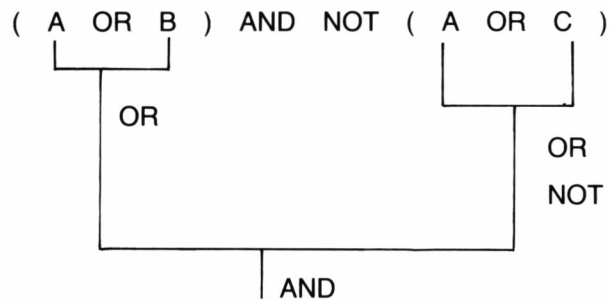 ( A OR B ) AND NOT ( A OR C )
OR
OR
NOT
AND